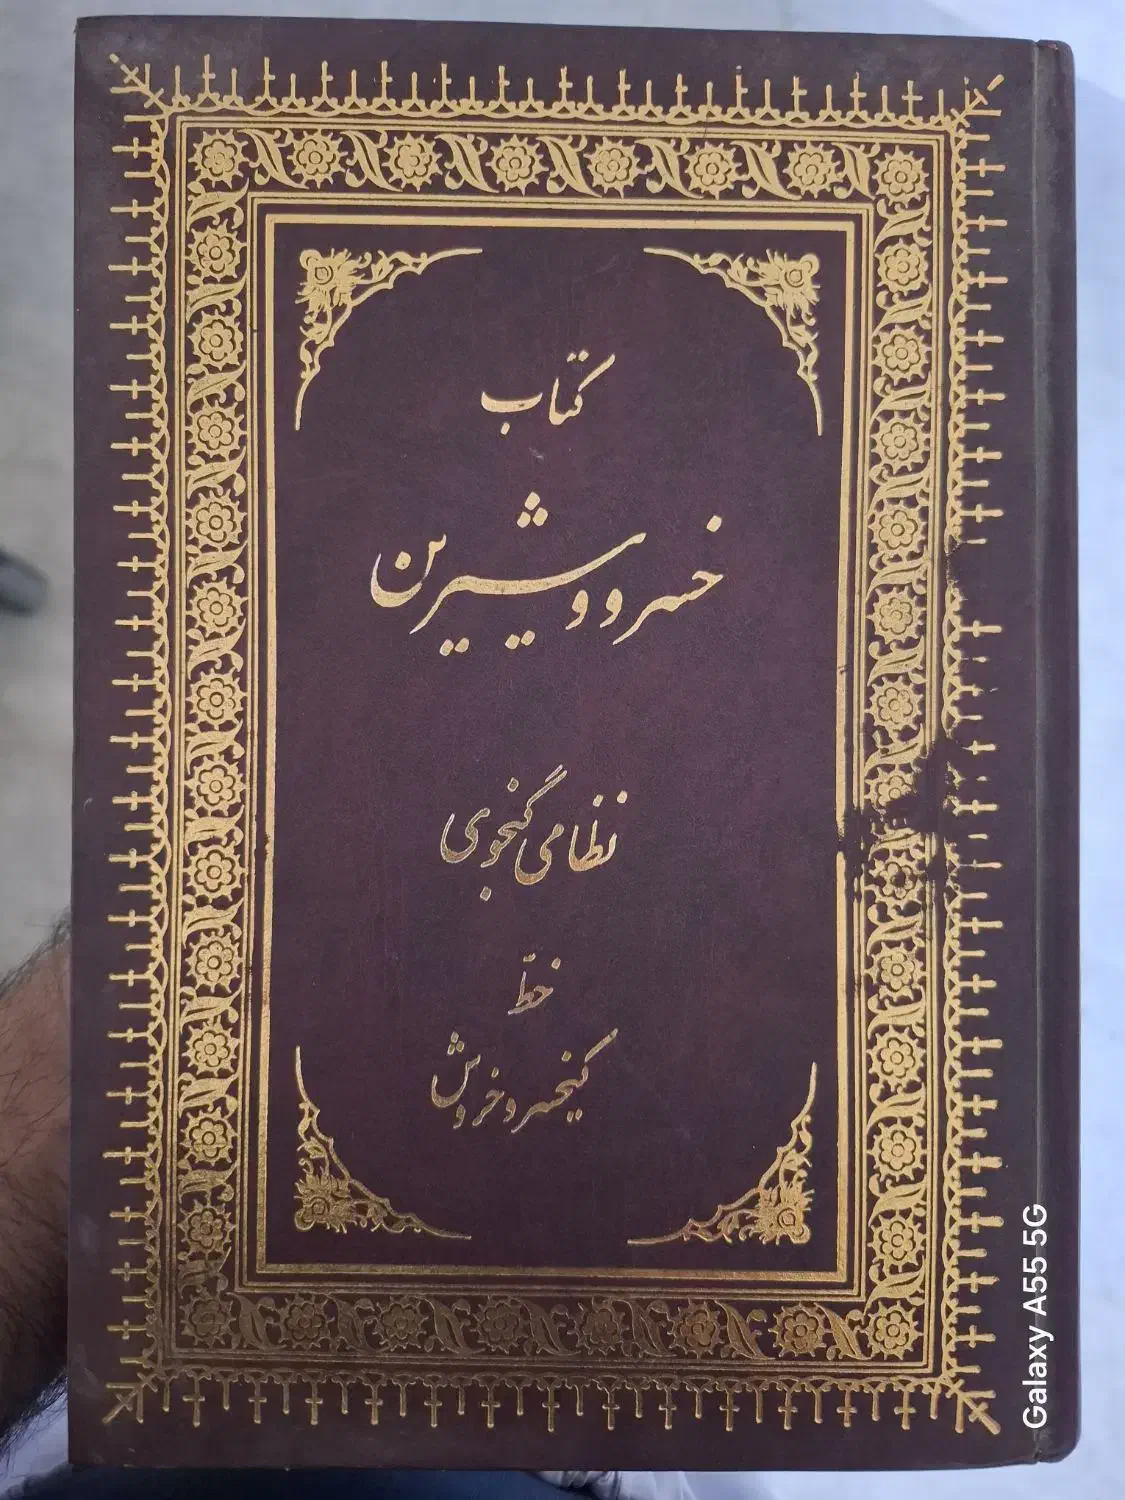 کتاب
خسرو و شیرین
نظامی گنجوی
خطّ
کیخسرو خروش
Galaxy A55 5G